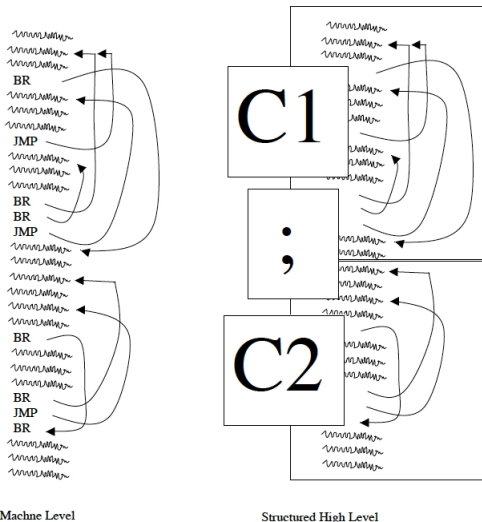 BR
JMP
BR
BR
JMP
BR
BR
JMP
BR
C1
;
C2
Machne Level
Structured High Level